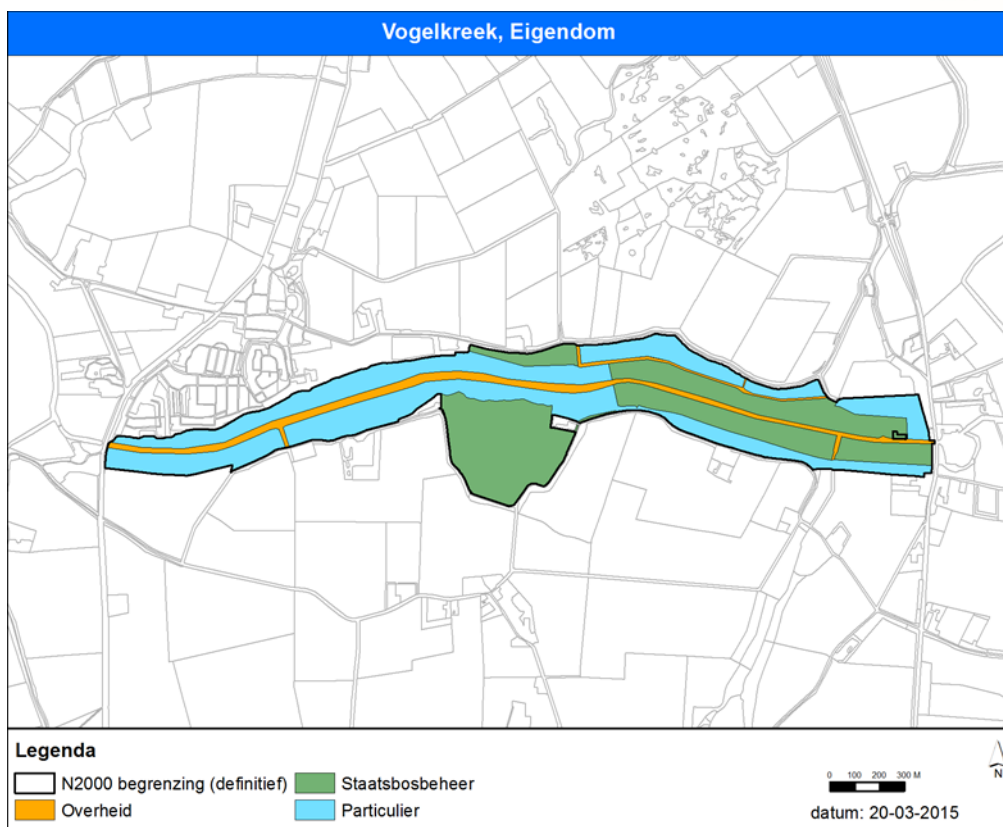 Vogelkreek, Eigendom
Legenda
N2000 begrenzing (definitief)
Staatsbosbeheer
Overheid
Particulier
0 100 200 300 M
N
datum: 20-03-2015